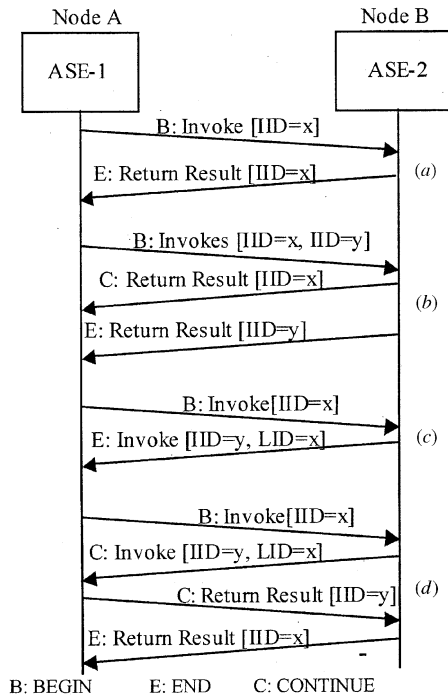 Node A
Node B
ASE-1
ASE-2
B: Invoke [IID=x]
E: Return Result [IID=x]
(a)
B: Invokes [IID=x, IID=y]
C: Return Result [IID=x]
(b)
E: Return Result [IID=y]
B: Invoke[IID=x]
(c)
E: Invoke [IID=y, LID=x]
B: Invoke[IID=x]
C: Invoke [IID=y, LID=x]
(d)
C: Return Result [IID=y]
E: Return Result [IID=x]
B: BEGIN E: END C: CONTINUE